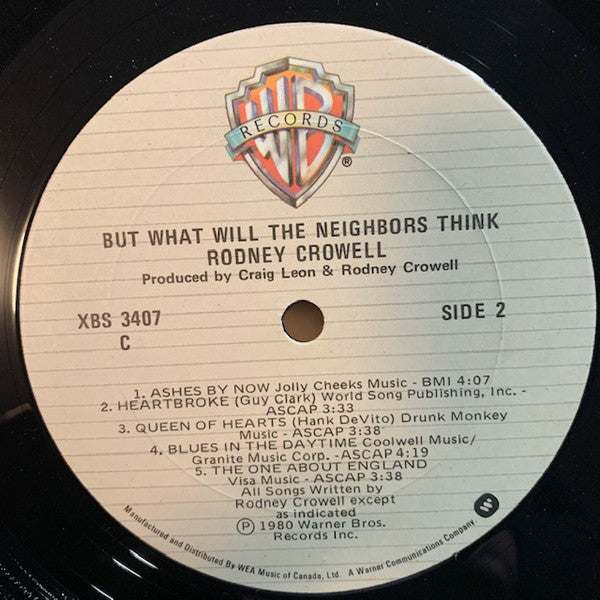 WB
RECORDS
®
BUT WHAT WILL THE NEIGHBORS THINK
RODNEY CROWELL
Produced by Craig Leon & Rodney Crowell
XBS 3407
SIDE 2
C
1. ASHES BY NOW Jolly Cheeks Music - BMI 4:07
2. HEARTBROKE (Guy Clark) World Song Publishing, Inc. -
ASCAP 3:33
3. QUEEN OF HEARTS (Hank DeVito) Drunk Monkey
Music - ASCAP 3:38
4. BLUES IN THE DAYTIME Coolwell Music/
Granite Music Corp. -ASCAP 4:19
5. THE ONE ABOUT ENGLAND
Visa Music - ASCAP 3:38
All Songs Written by
Rodney Crowell except
as indicated
Ⓟ 1980 Warner Bros.
Records Inc.
Manufactured and Distributed by WEA Music of Canada, Ltd. A Warner Communications Company